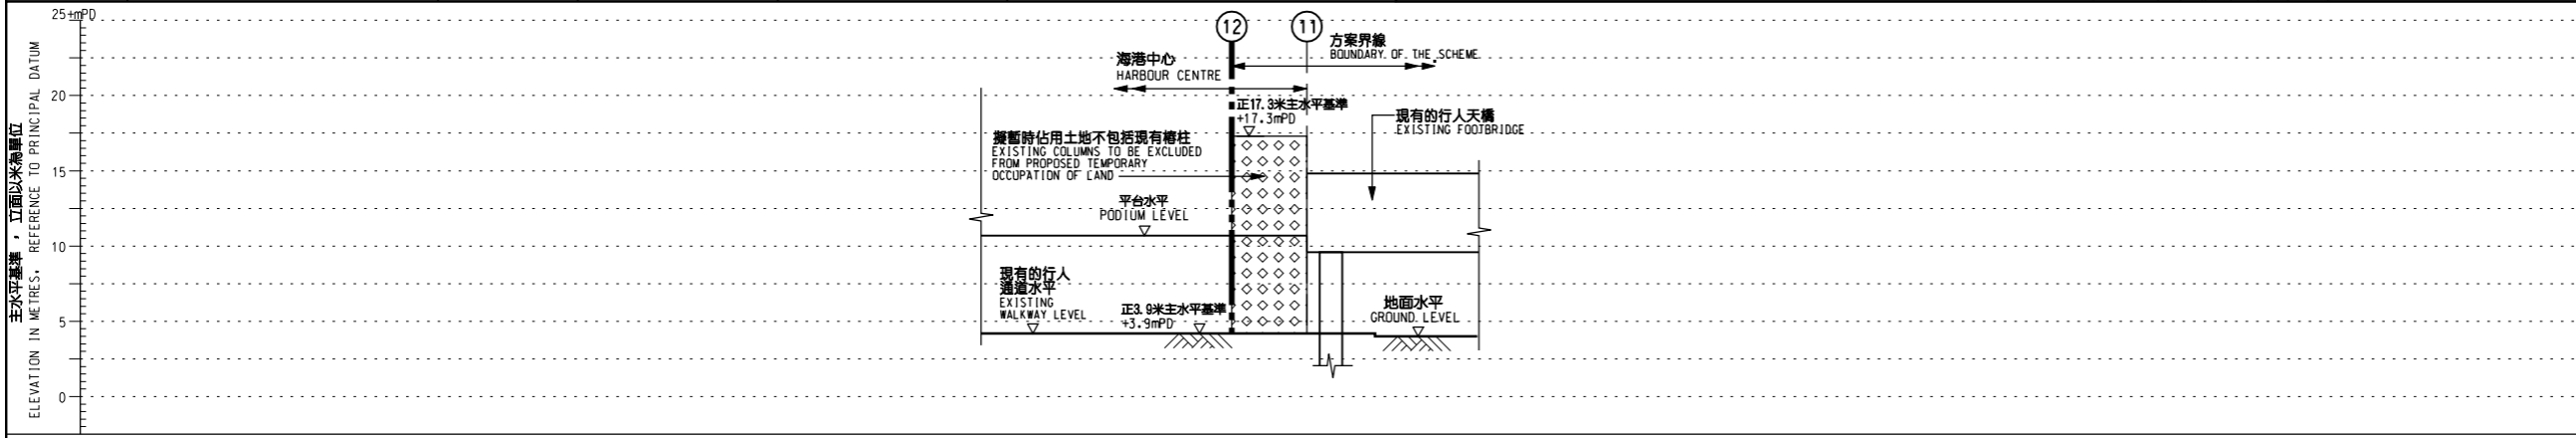 25+mPD
20
15
10
5
0
主水平基準 , 立面以米為單位
ELEVATION IN METRES. REFERENCE TO PRINCIPAL DATUM
12
11
海港中心
HARBOUR CENTRE
方案界線
BOUNDARY OF THE SCHEME
正17.3米主水平基準
+17.3mPD
現有的行人天橋
EXISTING FOOTBRIDGE
擬暫時佔用土地不包括現有樁柱
EXISTING COLUMNS TO BE EXCLUDED
FROM PROPOSED TEMPORARY
OCCUPATION OF LAND
平台水平
PODIUM LEVEL
現有的行人
通道水平
EXISTING
WALKWAY LEVEL
正3.9米主水平基準
+3.9mPD
地面水平
GROUND LEVEL